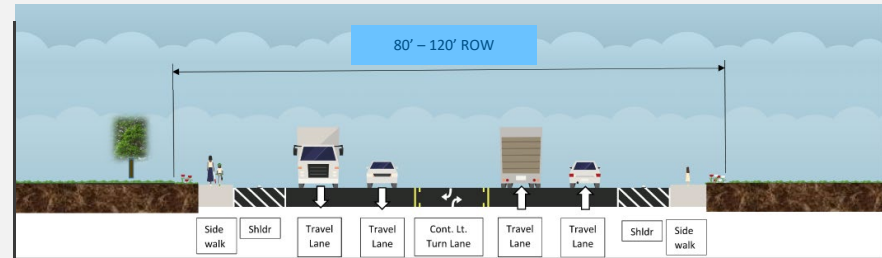 80’ – 120’ ROW
Side
walk
Shldr
Travel
Lane
Travel
Lane
Cont. Lt.
Turn Lane
Travel
Lane
Travel
Lane
Shldr
Side
walk